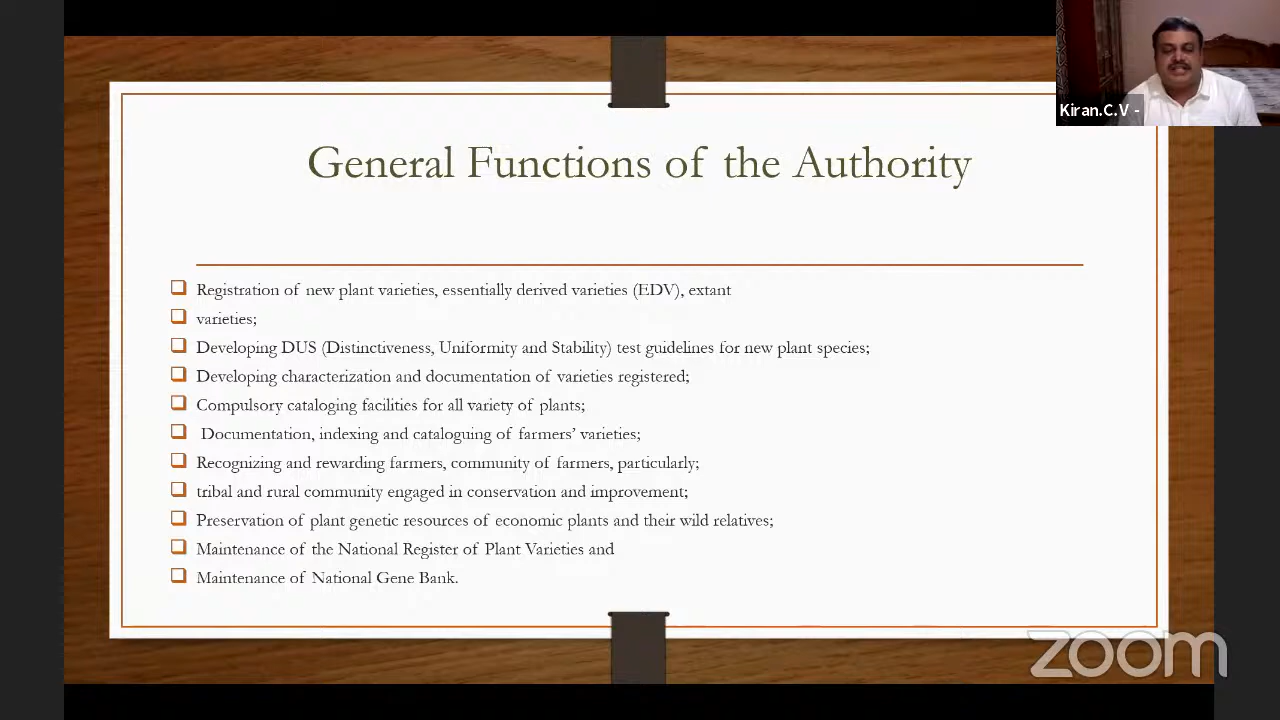 Kiran.C.V -
General Functions of the Authority
Registration of new plant varieties, essentially derived varieties (EDV), extant
varieties;
Developing DUS (Distinctiveness, Uniformity and Stability) test guidelines for new plant species;
Developing characterization and documentation of varieties registered;
Compulsory cataloging facilities for all variety of plants;
Documentation, indexing and cataloguing of farmers’ varieties;
Recognizing and rewarding farmers, community of farmers, particularly;
tribal and rural community engaged in conservation and improvement;
Preservation of plant genetic resources of economic plants and their wild relatives;
Maintenance of the National Register of Plant Varieties and
Maintenance of National Gene Bank.
zoom